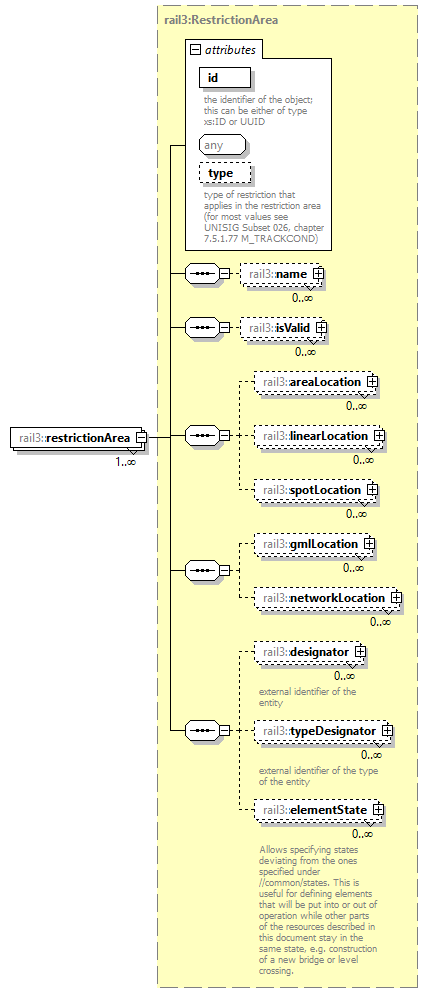 rail3:RestrictionArea
attributes
id
the identifier of the object;
this can be either of type
xs:ID or UUID
any
type
type of restriction that
applies in the restriction area
(for most values see
UNISIG Subset 026, chapter
7.5.1.77 M_TRACKCOND)
rail3::name
0..∞
rail3::isValid
0..∞
rail3::areaLocation
0..∞
rail3::restrictionArea
1..∞
rail3::linearLocation
0..∞
rail3::spotLocation
0..∞
rail3::gmlLocation
0..∞
rail3::networkLocation
0..∞
rail3::designator
0..∞
external identifier of the
entity
rail3::typeDesignator
0..∞
external identifier of the type
of the entity
rail3::elementState
0..∞
Allows specifying states
deviating from the ones
specified under
//common/states. This is
useful for defining elements
that will be put into or out of
operation while other parts
of the resources described in
this document stay in the
same state, e.g. construction
of a new bridge or level
crossing.